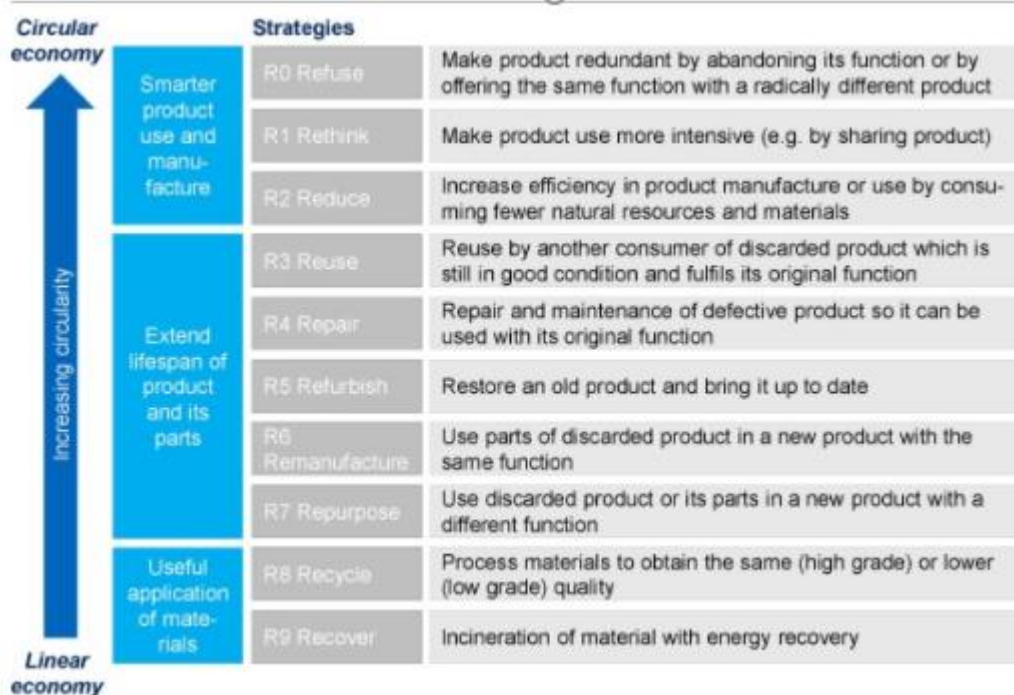 Circular
economy
Strategies
Increasing circularity
Smarter
product
use and
manu-
facture
R0 Refuse
Make product redundant by abandoning its function or by
offering the same function with a radically different product
R1 Rethink
Make product use more intensive (e.g. by sharing product)
R2 Reduce
Increase efficiency in product manufacture or use by consu-
ming fewer natural resources and materials
Extend
lifespan of
product
and its
parts
R3 Reuse
Reuse by another consumer of discarded product which is
still in good condition and fulfils its original function
R4 Repair
Repair and maintenance of defective product so it can be
used with its original function
R5 Refurbish
Restore an old product and bring it up to date
R6
Remanufacture
Use parts of discarded product in a new product with the
same function
R7 Repurpose
Use discarded product or its parts in a new product with a
different function
Useful
application
of mate-
rials
R8 Recycle
Process materials to obtain the same (high grade) or lower
(low grade) quality
R9 Recover
Incineration of material with energy recovery
Linear
economy